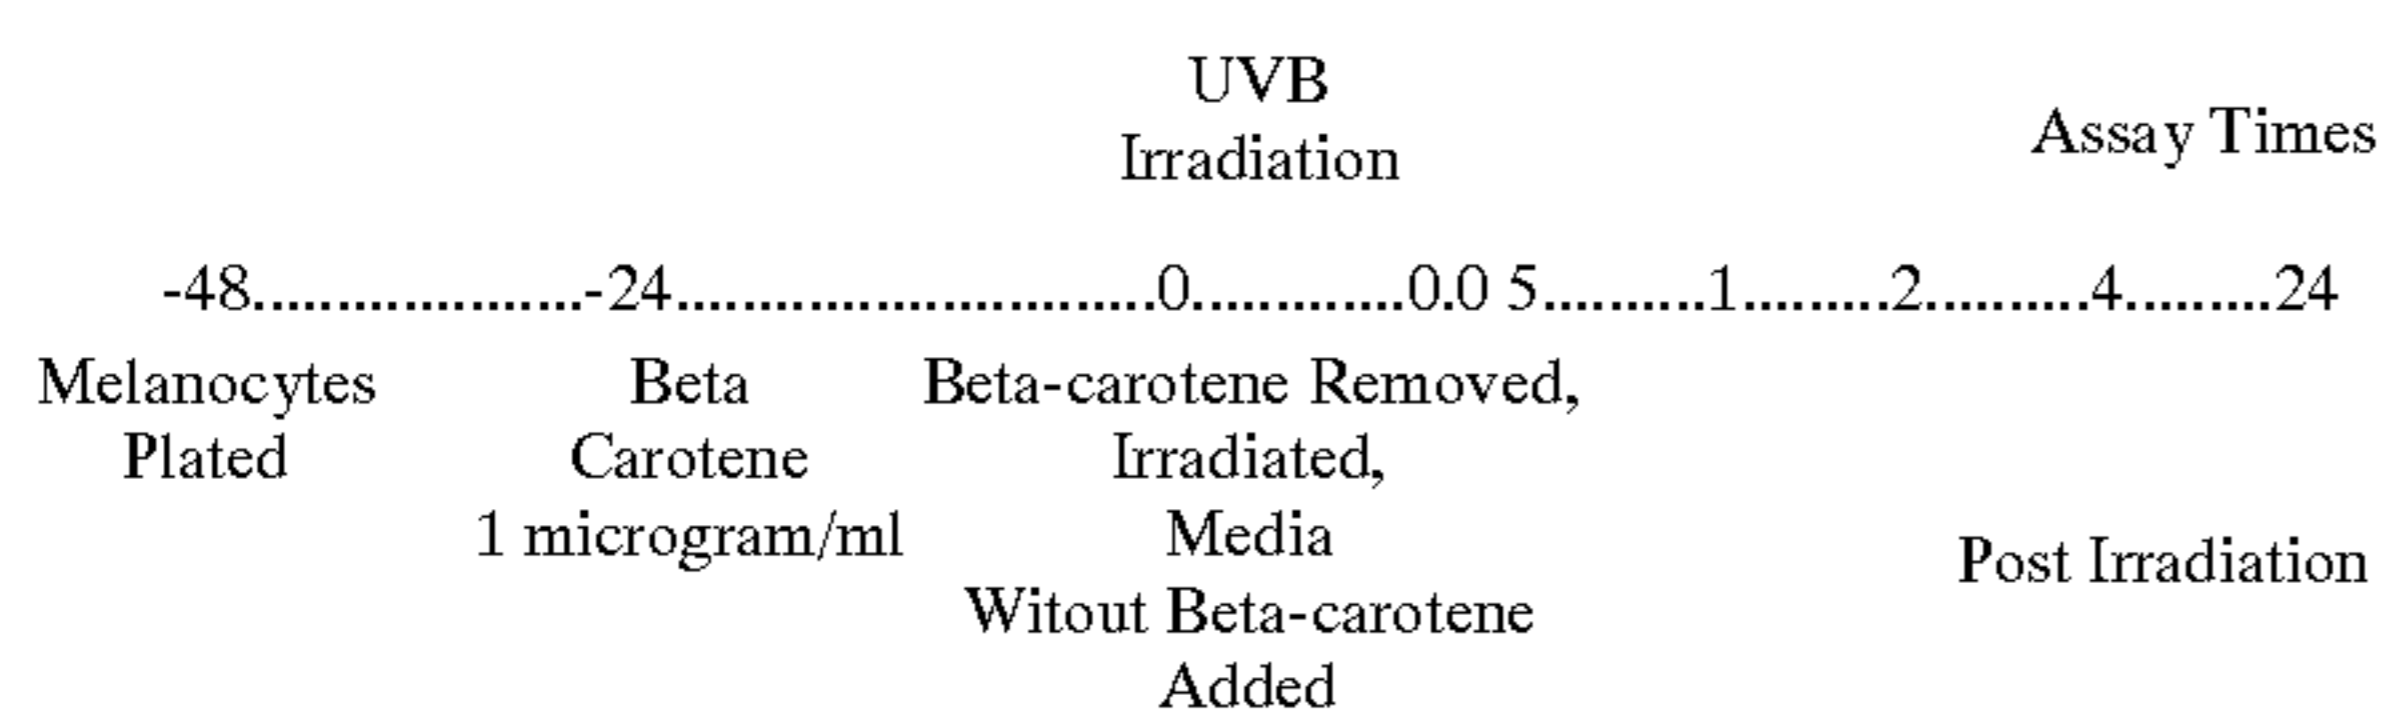 UVB
Irradiation
Assay Times
-48....................-24.............................0.............0.0 5..........1.........2..........4.........24
Melanocytes
Plated
Beta
Carotene
1 microgram/ml
Beta-carotene Removed,
Irradiated,
Media
Witout Beta-carotene
Added
Post Irradiation